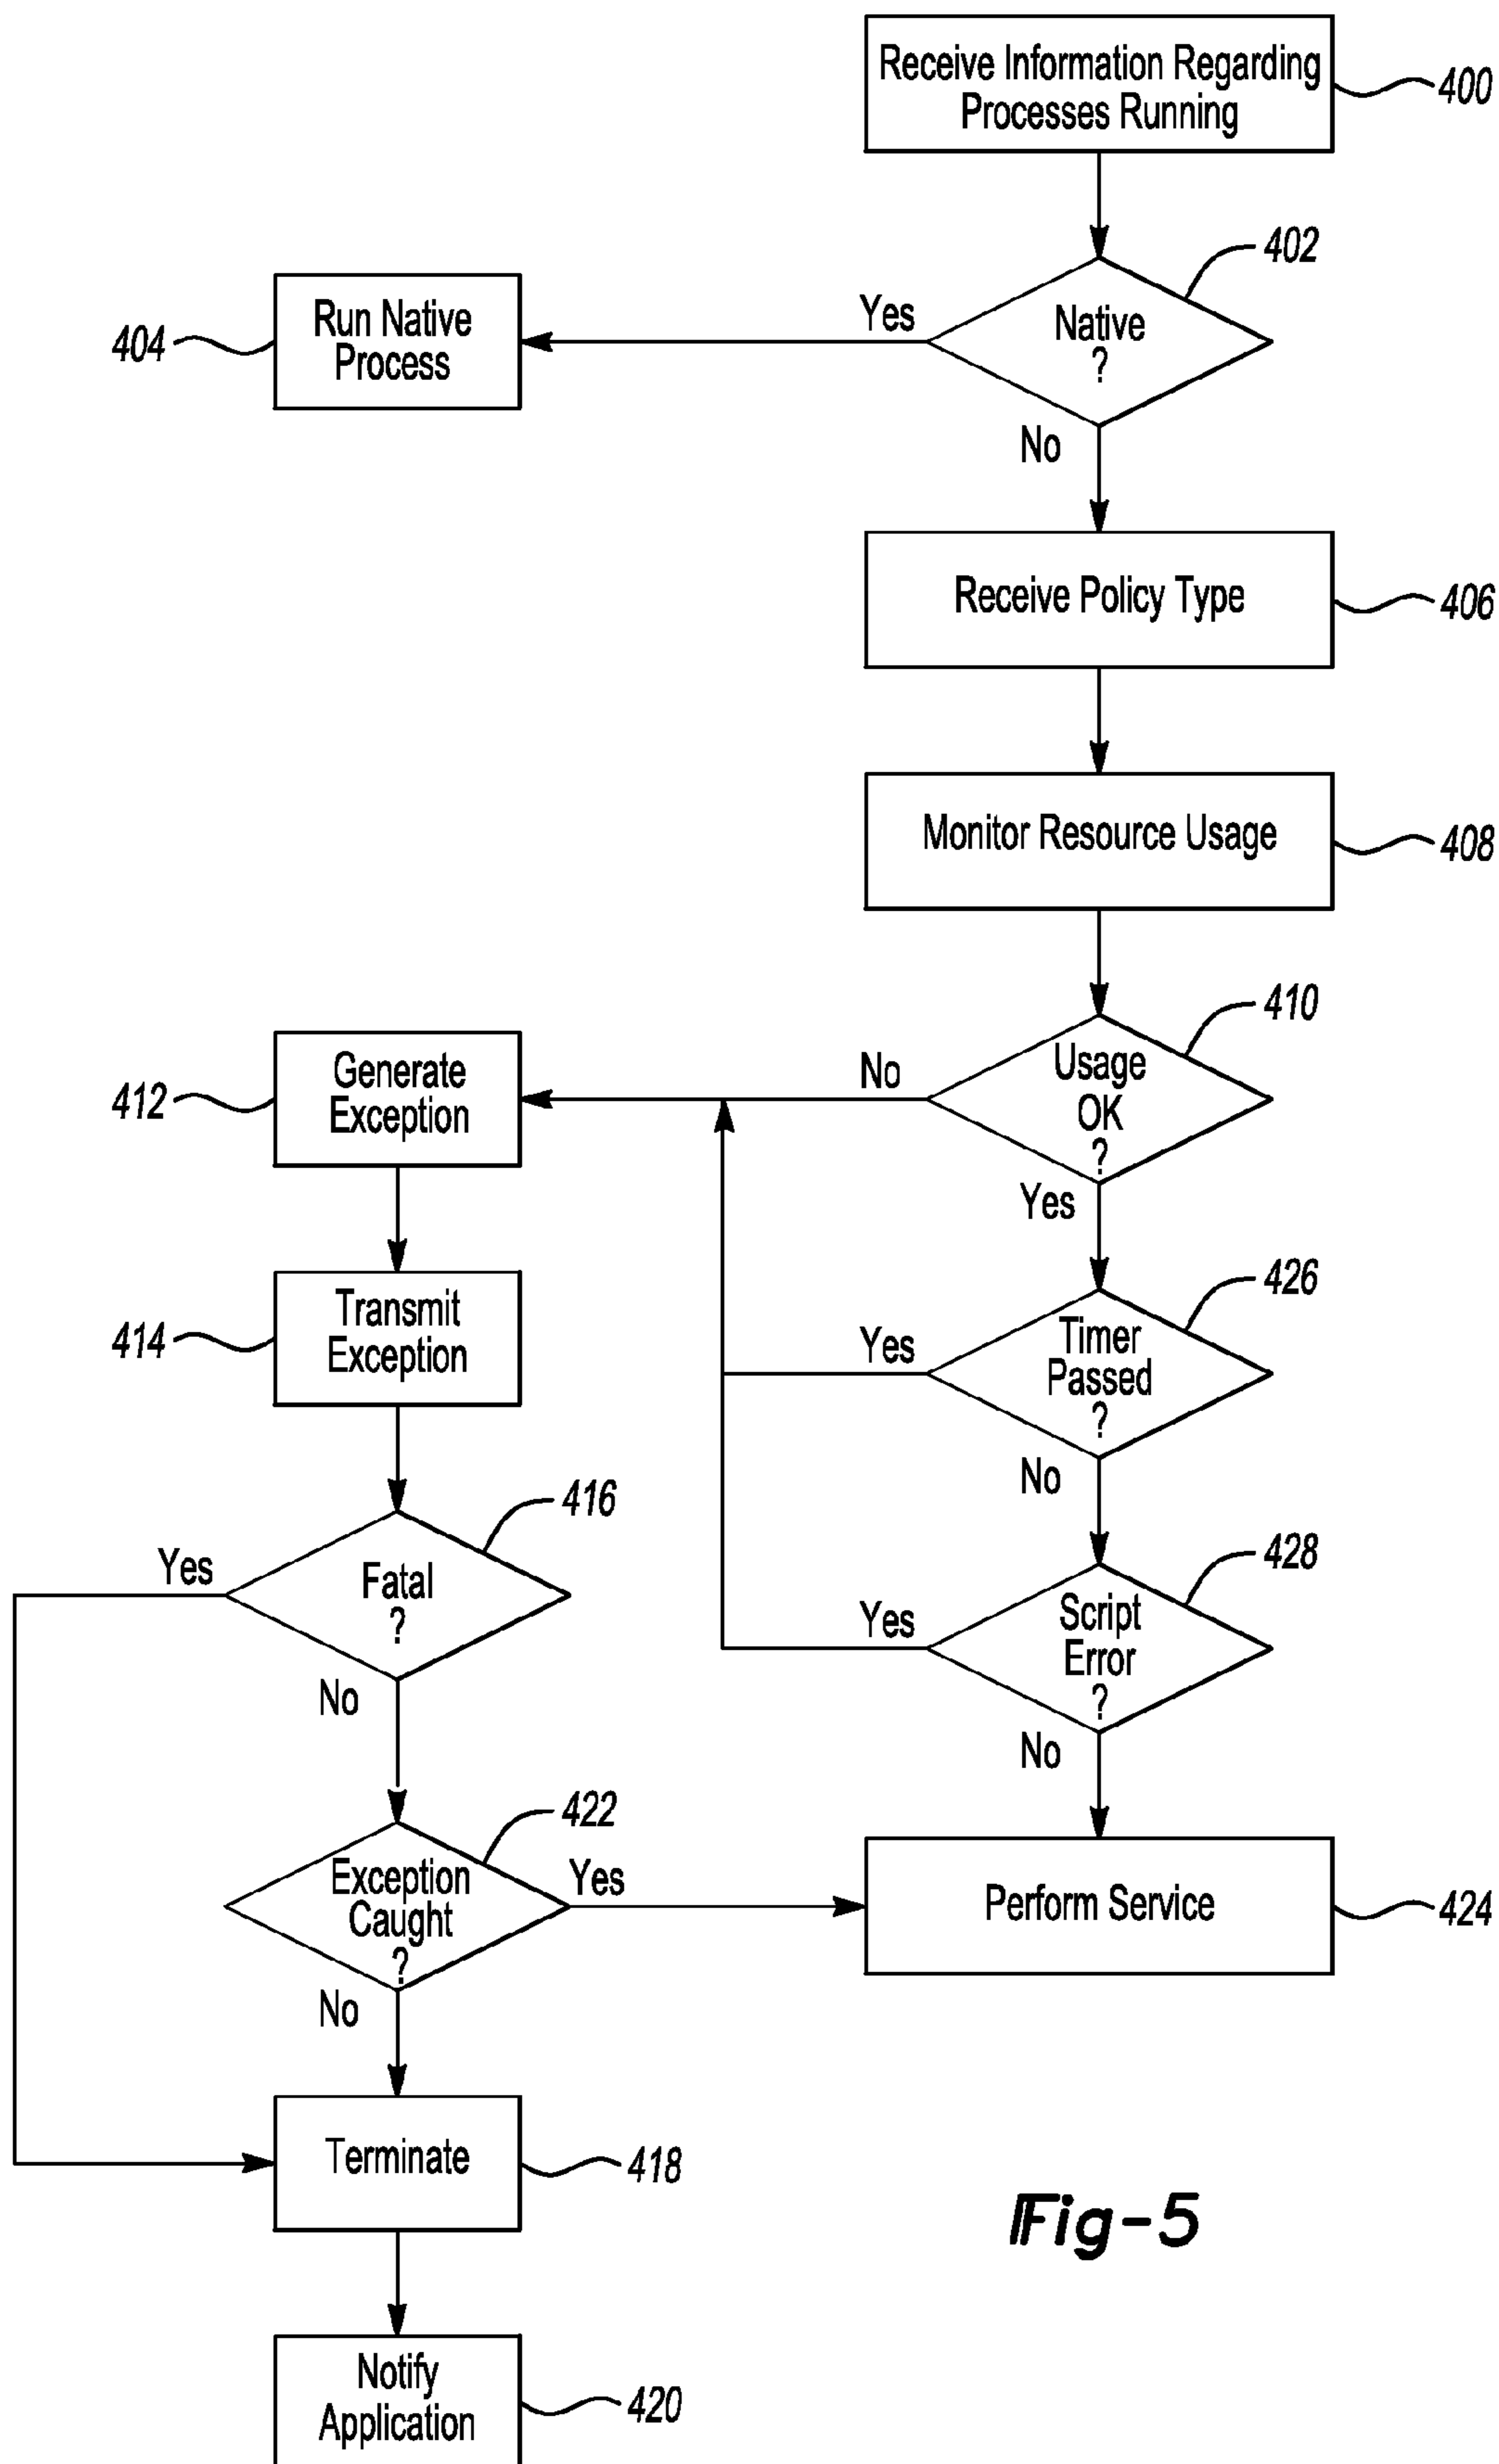 Receive Information Regarding
Processes Running
400
402
Native
?
Yes
Run Native
Process
404
No
Receive Policy Type
406
Monitor Resource Usage
408
410
Usage
OK
?
No
Generate
Exception
412
Yes
Transmit
Exception
414
426
Timer
Passed
?
Yes
No
416
Fatal
?
Yes
No
428
Script
Error
?
Yes
No
422
Exception
Caught
?
Yes
Perform Service
424
No
Terminate
418
Notify
Application
420
Fig-5